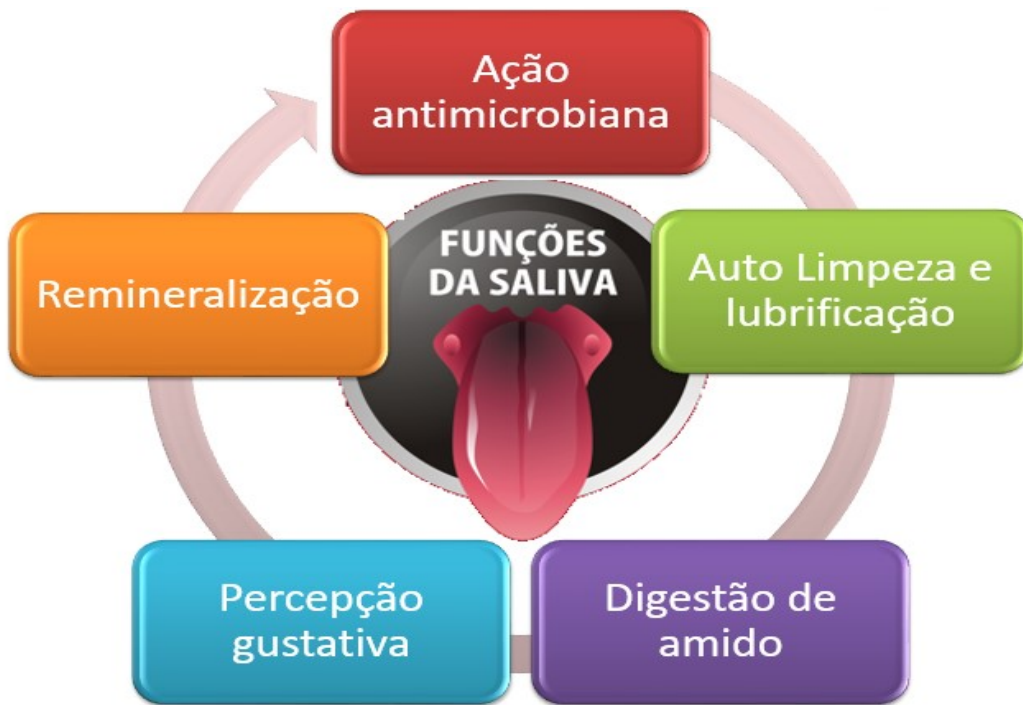 Ação
antimicrobiana
FUNÇÕES
DA SALIVA
Auto Limpeza e
lubrificação
Remineralização
Digestão de
amido
Percepção
gustativa